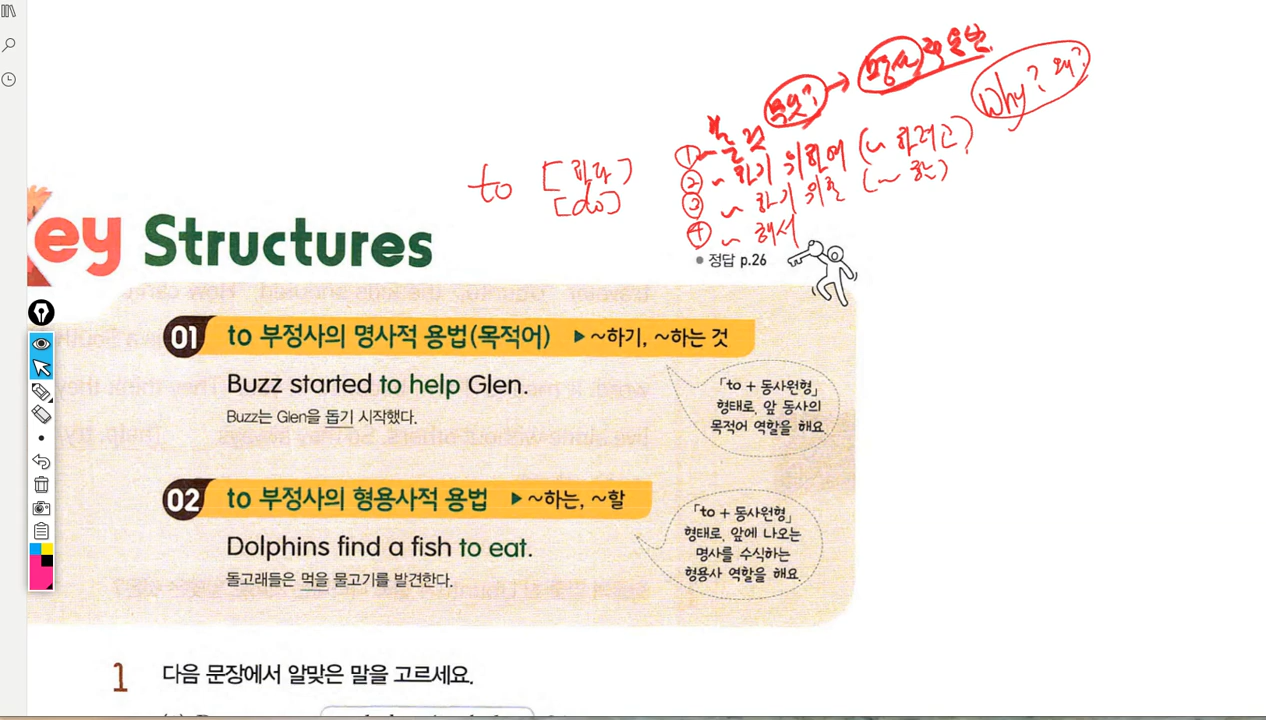 무엇? → 명사적 용법
Why? 왜?
① ~ 는 것
② ~ 하기 위하여 (~ 하려고)
③ ~ 하기 위한 (~ 한)
④ ~ 해서
to [하다]
[do]
Key Structures
정답 p.26
01 to 부정사의 명사적 용법(목적어) ▶ ~하기, ~하는 것
Buzz started to help Glen.
Buzz는 Glen을 돕기 시작했다.
「to + 동사원형」
형태로, 앞 동사의
목적어 역할을 해요.
02 to 부정사의 형용사적 용법 ▶ ~하는, ~할
Dolphins find a fish to eat.
돌고래들은 먹을 물고기를 발견한다.
「to + 동사원형」
형태로, 앞에 나오는
명사를 수식하는
형용사 역할을 해요.
1 다음 문장에서 알맞은 말을 고르세요.